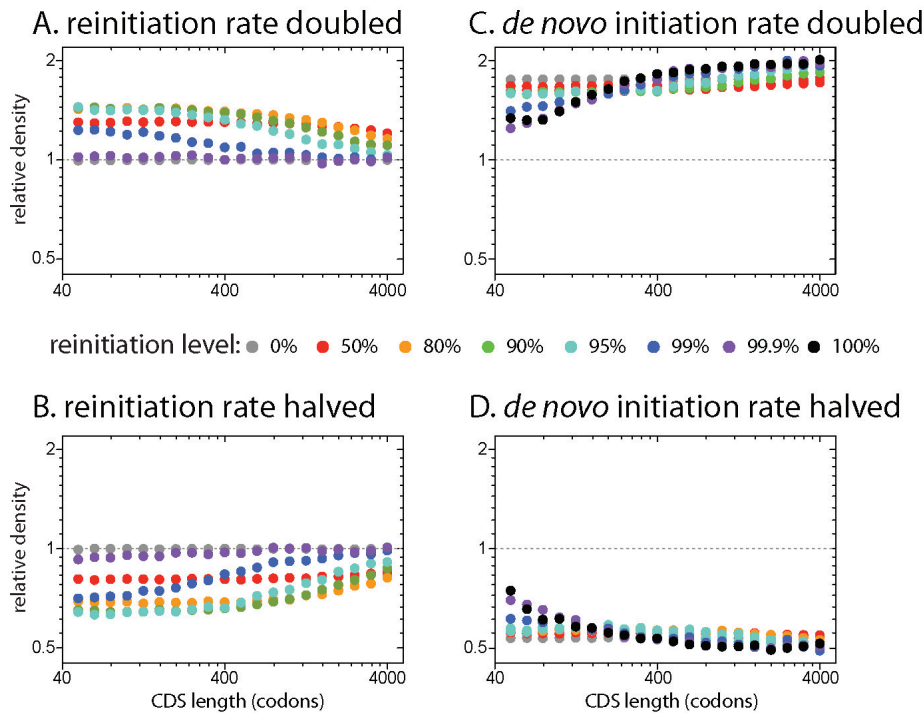 A. reinitiation rate doubled
C. de novo initiation rate doubled
2
1
0.5
relative density
40
400
4000
2
1
0.5
40
400
4000
reinitiation level: 0% 50% 80% 90% 95% 99% 99.9% 100%
B. reinitiation rate halved
D. de novo initiation rate halved
2
1
0.5
relative density
40
400
4000
CDS length (codons)
2
1
0.5
40
400
4000
CDS length (codons)